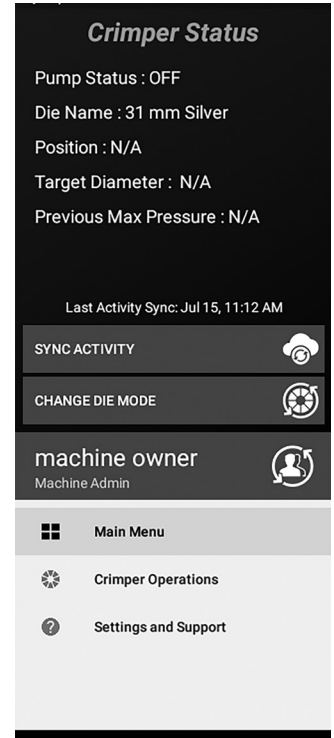 Crimper Status
Pump Status : OFF
Die Name : 31 mm Silver
Position : N/A
Target Diameter :  N/A
Previous Max Pressure : N/A
Last Activity Sync: Jul 15, 11:12 AM
SYNC ACTIVITY
CHANGE DIE MODE
machine owner
Machine Admin
Main Menu
Crimper Operations
Settings and Support